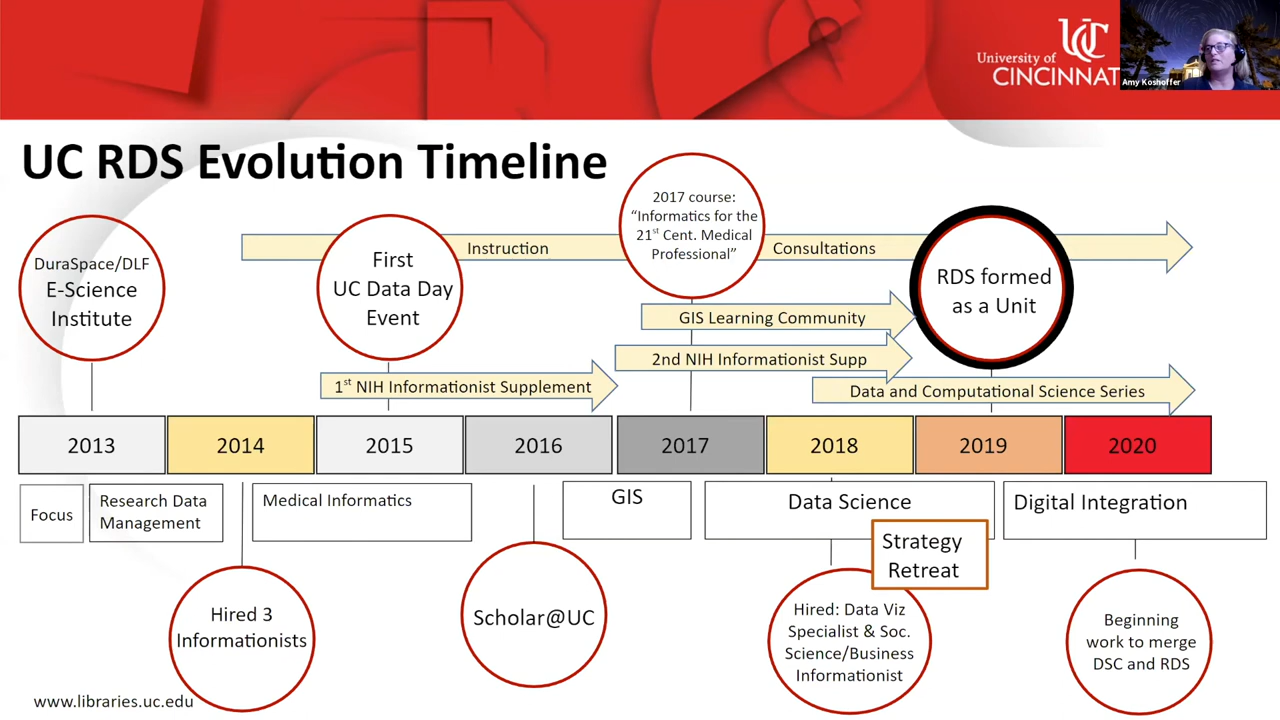 University of
CINCINNAT
Amy Koshoffer
UC RDS Evolution Timeline
DuraSpace/DLF
E-Science
Institute
First
UC Data Day
Event
Instruction
2017 course:
"Informatics for the
21st Cent. Medical
Professional"
Consultations
RDS formed
as a Unit
GIS Learning Community
2nd NIH Informationist Supp
1st NIH Informationist Supplement
Data and Computational Science Series
2013
2014
2015
2016
2017
2018
2019
2020
Focus
Research Data
Management
Medical Informatics
GIS
Data Science
Digital Integration
Strategy
Retreat
Hired 3
Informationists
Scholar@UC
Hired: Data Viz
Specialist & Soc.
Science/Business
Informationist
Beginning
work to merge
DSC and RDS
www.libraries.uc.edu